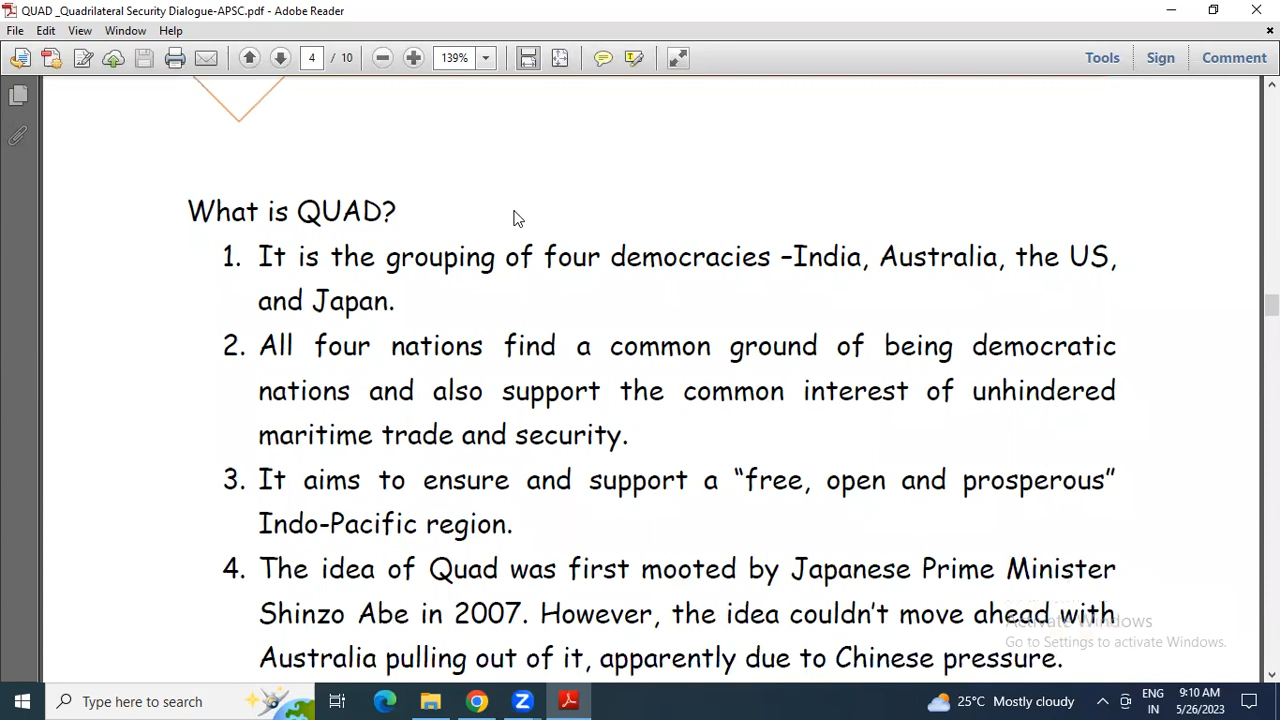 QUAD _Quadrilateral Security Dialogue-APSC.pdf - Adobe Reader
File Edit View Window Help
4 / 10 139% Tools Sign Comment
What is QUAD?
1. It is the grouping of four democracies –India, Australia, the US,
and Japan.
2. All four nations find a common ground of being democratic
nations and also support the common interest of unhindered
maritime trade and security.
3. It aims to ensure and support a “free, open and prosperous”
Indo-Pacific region.
4. The idea of Quad was first mooted by Japanese Prime Minister
Shinzo Abe in 2007. However, the idea couldn’t move ahead with
Activate Windows
Go to Settings to activate Windows.
Australia pulling out of it, apparently due to Chinese pressure.
Type here to search
25°C Mostly cloudy
ENG
IN
9:10 AM
5/26/2023